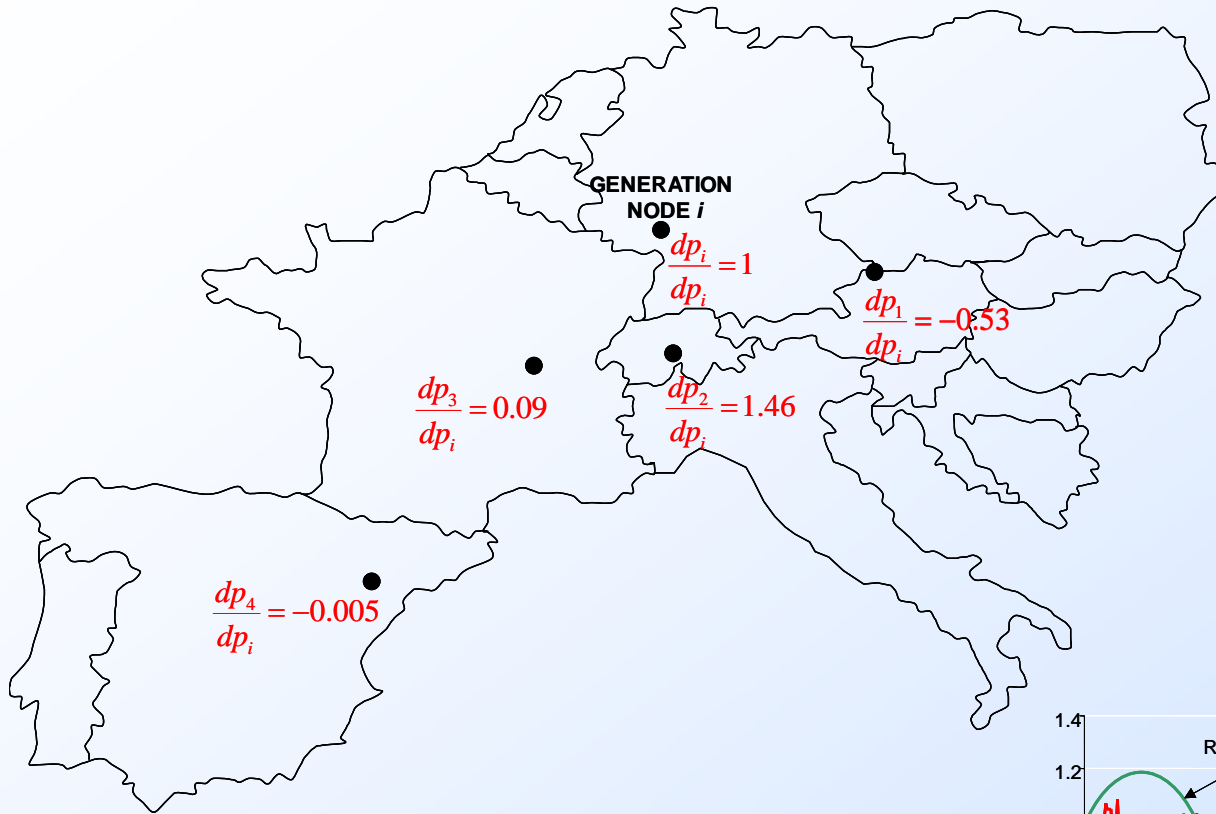 GENERATION
NODE i
dp_i/dp_i = 1
dp_1/dp_i = −0.53
dp_2/dp_i = 1.46
dp_3/dp_i = 0.09
dp_4/dp_i = −0.005
1.4
R
1.2